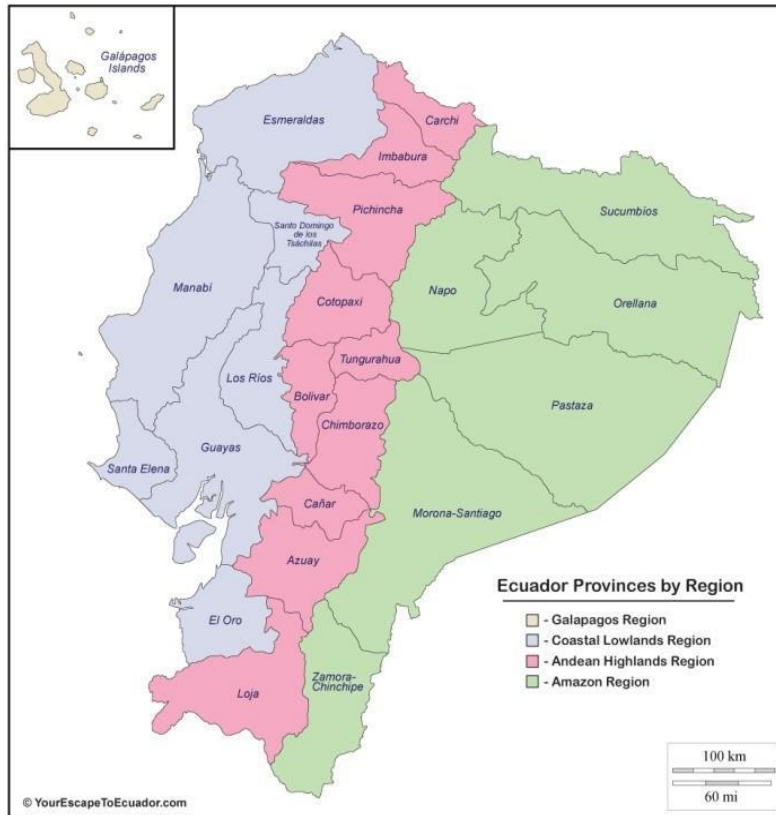 Galápagos
Islands
Esmeraldas
Carchi
Imbabura
Pichincha
Sucumbios
Santo Domingo
de los
Tsáchilas
Manabí
Cotopaxi
Napo
Orellana
Tungurahua
Los Ríos
Bolivar
Pastaza
Chimborazo
Guayas
Santa Elena
Cañar
Morona-Santiago
Azuay
El Oro
Zamora-
Chinchipe
Loja
Ecuador Provinces by Region
- Galapagos Region
- Coastal Lowlands Region
- Andean Highlands Region
- Amazon Region
100 km
60 mi
© YourEscapeToEcuador.com